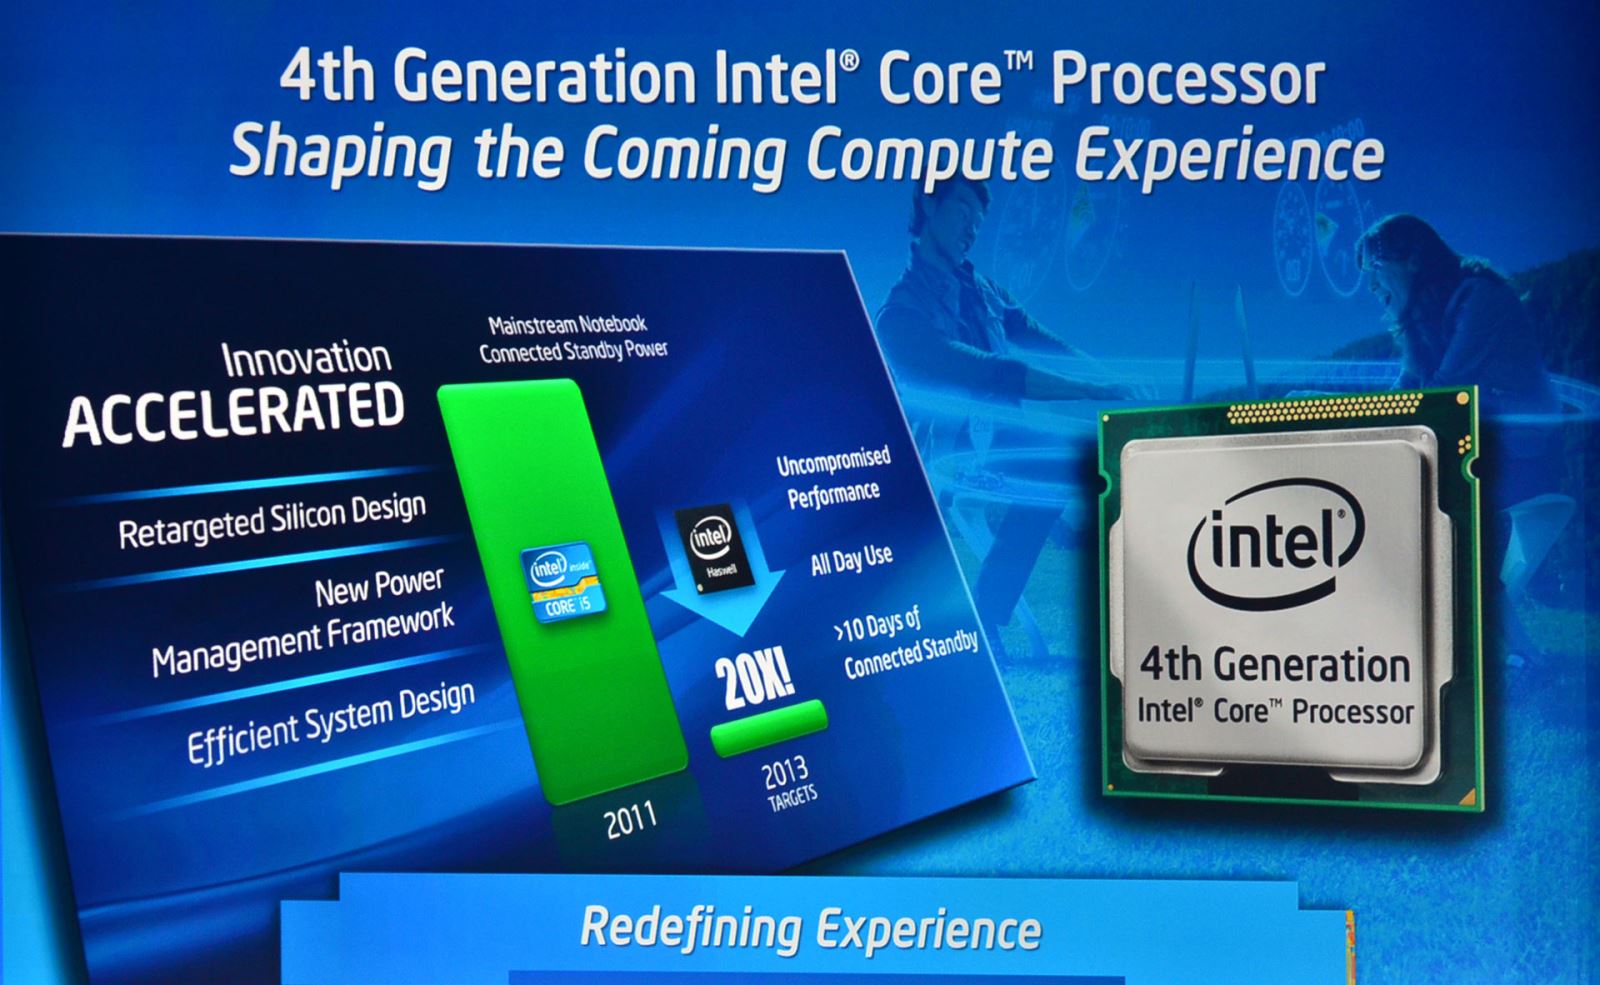 4th Generation Intel® Core™ Processor
Shaping the Coming Compute Experience
Innovation
ACCELERATED
Retargeted Silicon Design
New Power
Management Framework
Efficient System Design
Mainstream Notebook
Connected Standby Power
intel inside
CORE i5
2011
intel
Haswell
20X!
2013
TARGETS
Uncompromised
Performance
All Day Use
>10 Days of
Connected Standby
intel®
4th Generation
Intel® Core™ Processor
Redefining Experience